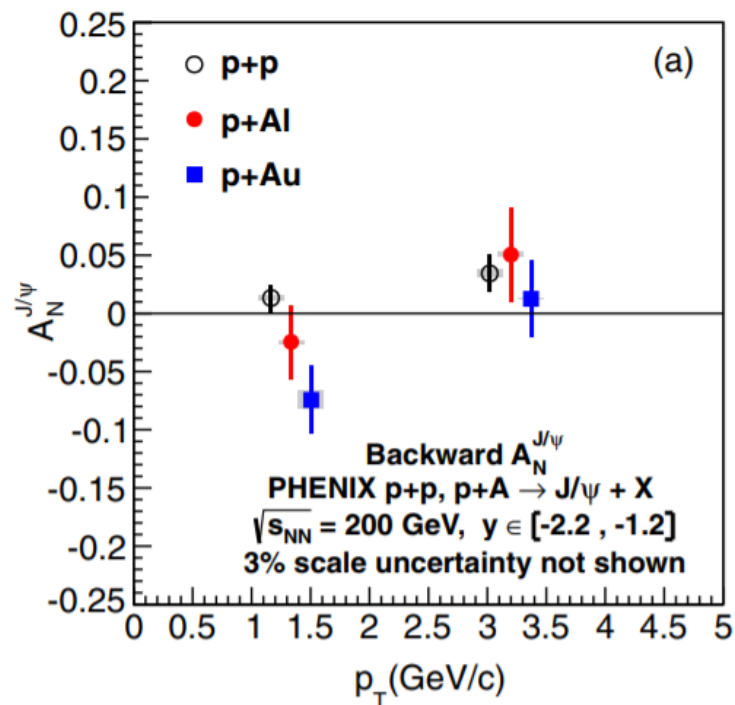 0.25
0.2
0.15
0.1
0.05
0
-0.05
-0.1
-0.15
-0.2
-0.25
A_N^{J/ψ}
p+p
p+Al
p+Au
(a)
Backward A_N^{J/ψ}
PHENIX p+p, p+A → J/ψ + X
√s_{NN} = 200 GeV, y ∈ [-2.2 , -1.2]
3% scale uncertainty not shown
0 0.5 1 1.5 2 2.5 3 3.5 4 4.5 5
p_T(GeV/c)